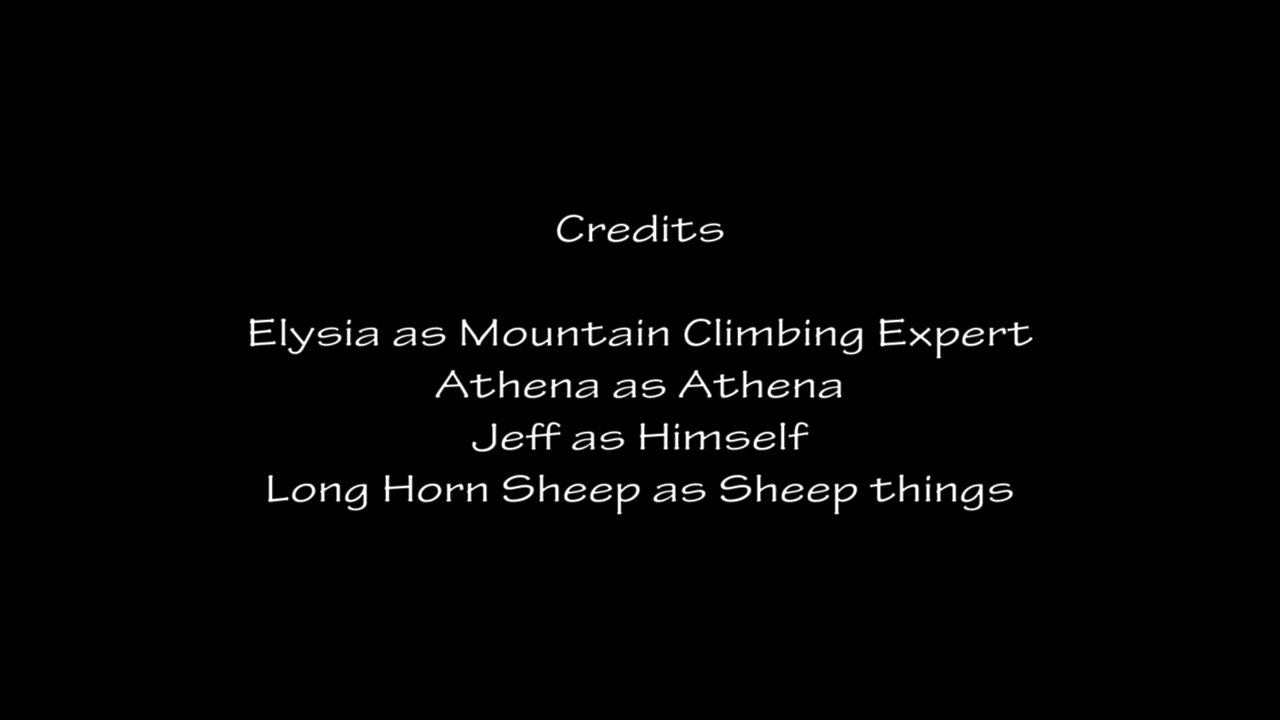 Credits
Elysia as Mountain Climbing Expert
Athena as Athena
Jeff as Himself
Long Horn Sheep as Sheep things